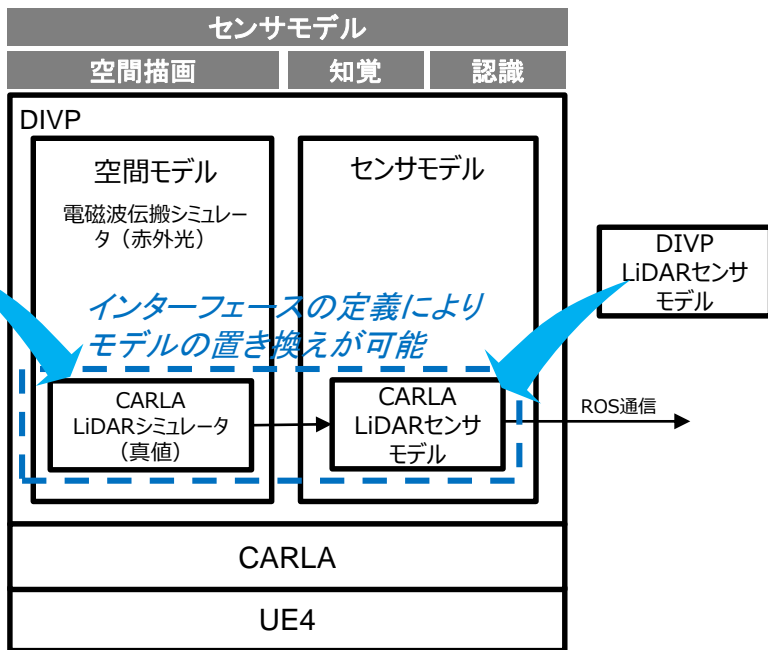 センサモデル
空間描画
知覚
認識
DIVP
空間モデル
電磁波伝搬シミュレー
タ（赤外光）
センサモデル
DIVP
LiDARセンサ
モデル
インターフェースの定義により
モデルの置き換えが可能
CARLA
LiDARシミュレータ
（真値）
CARLA
LiDARセンサ
モデル
ROS通信
CARLA
UE4